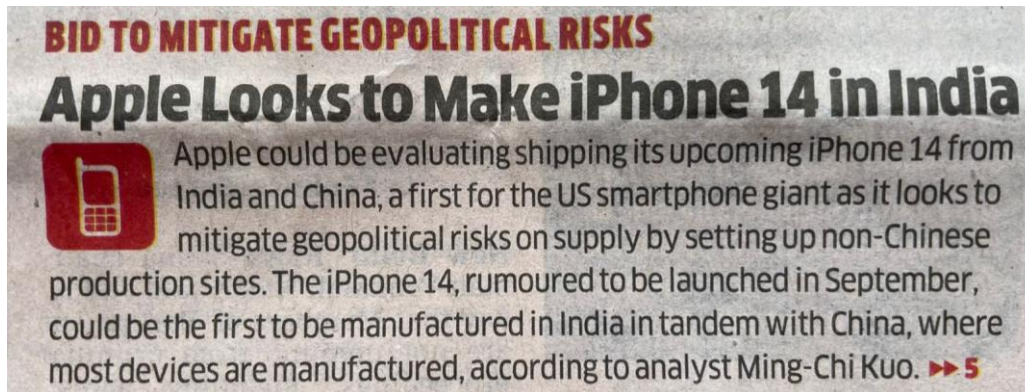 BID TO MITIGATE GEOPOLITICAL RISKS
Apple Looks to Make iPhone 14 in India
Apple could be evaluating shipping its upcoming iPhone 14 from
India and China, a first for the US smartphone giant as it looks to
mitigate geopolitical risks on supply by setting up non-Chinese
production sites. The iPhone 14, rumoured to be launched in September,
could be the first to be manufactured in India in tandem with China, where
most devices are manufactured, according to analyst Ming-Chi Kuo. ▸▸ 5